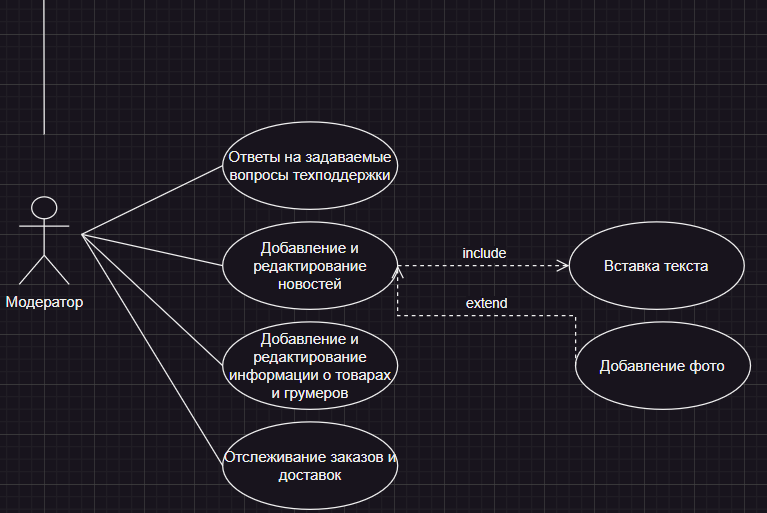 Ответы на задаваемые
вопросы техподдержки
Добавление и
редактирование
новостей
include
Вставка текста
Модератор
extend
Добавление и
редактирование
информации о товарах
и грумеров
Добавление фото
Отслеживание заказов и
доставок